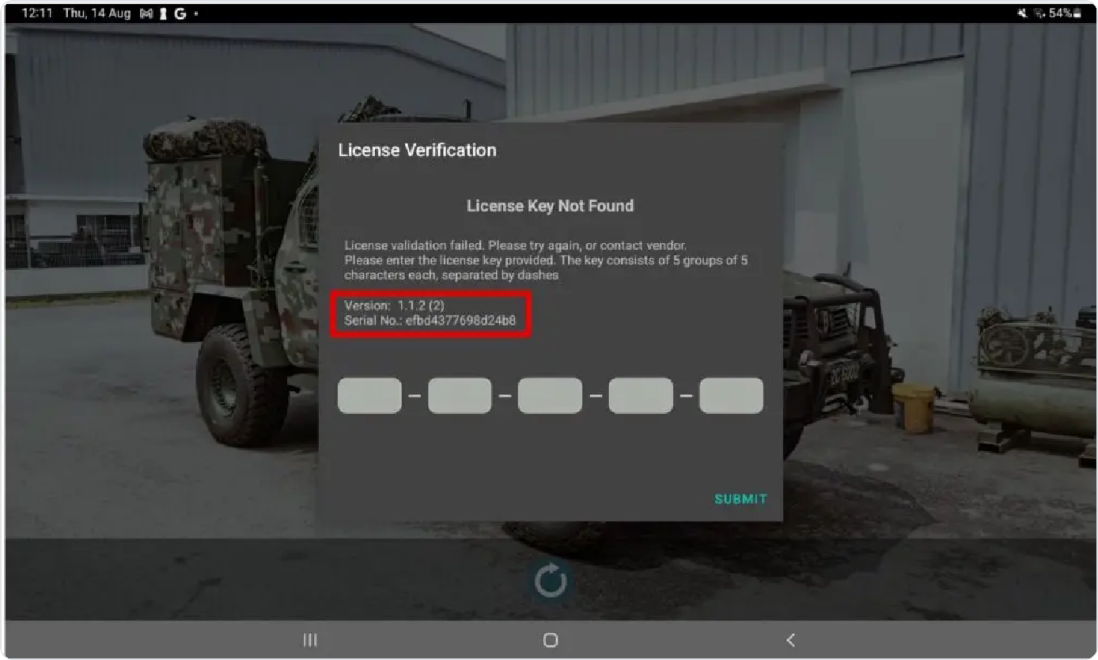 12:11 Thu, 14 Aug
54%
License Verification
License Key Not Found
License validation failed. Please try again, or contact vendor.
Please enter the license key provided. The key consists of 5 groups of 5
characters each, separated by dashes
Version: 1.1.2 (2)
Serial No.: efbd4377698d24b8
SUBMIT